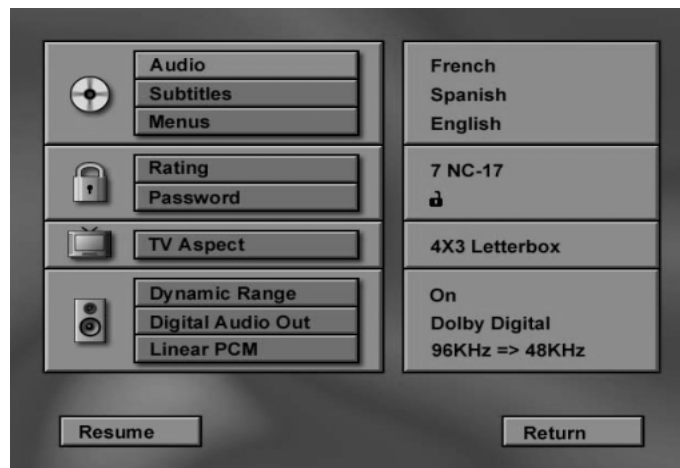 Audio French
Subtitles Spanish
Menus English
Rating 7 NC-17
Password
TV Aspect 4X3 Letterbox
Dynamic Range On
Digital Audio Out Dolby Digital
Linear PCM 96KHz => 48KHz
Resume Return